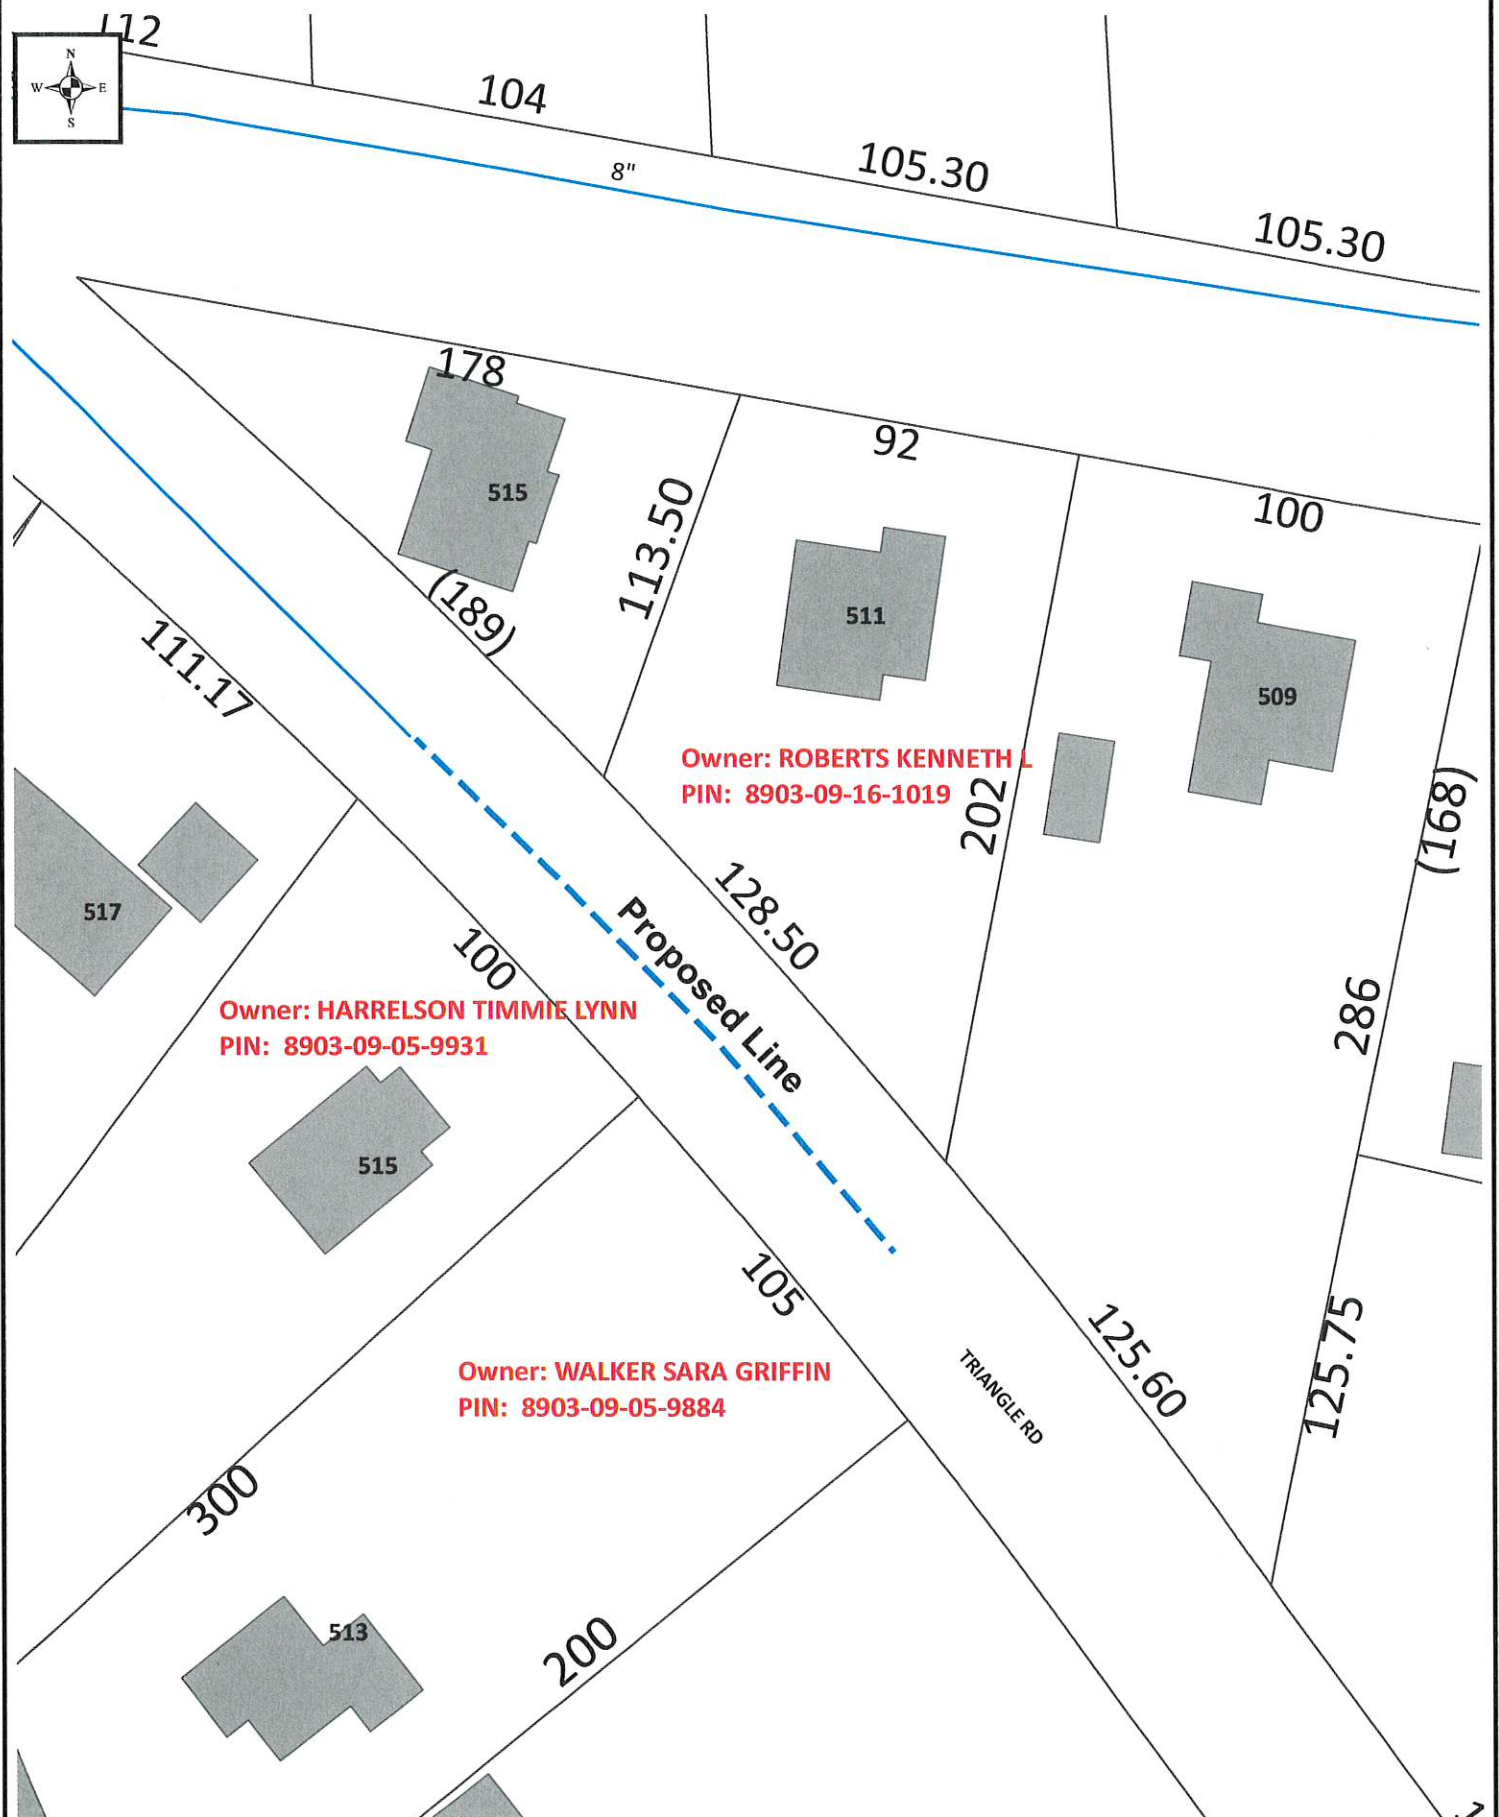 112
N
W E
S
104
8"
105.30
105.30
178
92
100
515
113.50
511
509
(189)
111.17
Owner: ROBERTS KENNETH L
PIN: 8903-09-16-1019
202
(168)
517
128.50
100
Proposed Line
Owner: HARRELSON TIMMIE LYNN
PIN: 8903-09-05-9931
286
515
105
125.60
125.75
TRIANGLE RD
Owner: WALKER SARA GRIFFIN
PIN: 8903-09-05-9884
300
513
200